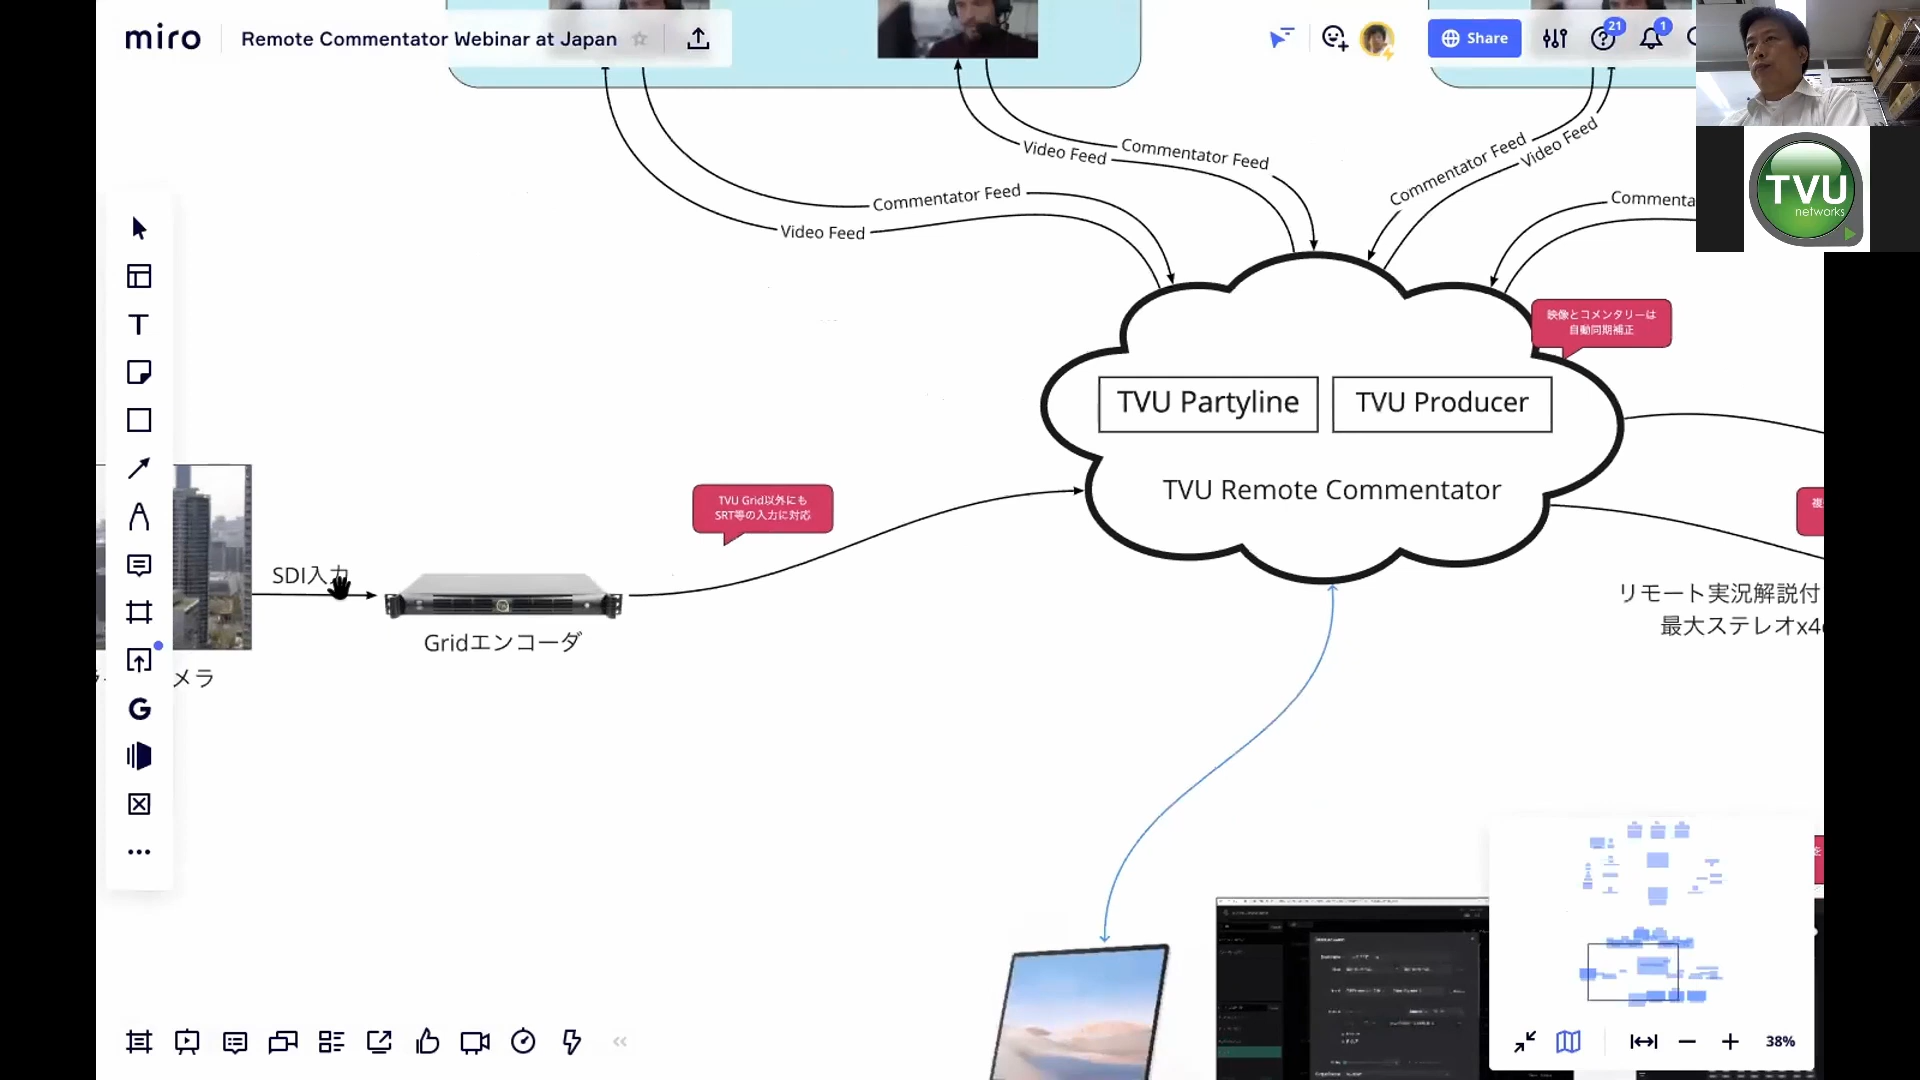 miro
Remote Commentator Webinar at Japan
Share
21
1
TVU
networks
Video Feed
Commentator Feed
Commentator Feed
Video Feed
Commentator Feed
Video Feed
Commenta
映像とコメンタリーは
自動同期補正
TVU Partyline
TVU Producer
TVU Remote Commentator
TVU Grid以外にも
SRT等の入力に対応
複
SDI入力
Gridエンコーダ
メラ
リモート実況解説付
最大ステレオx4
38%